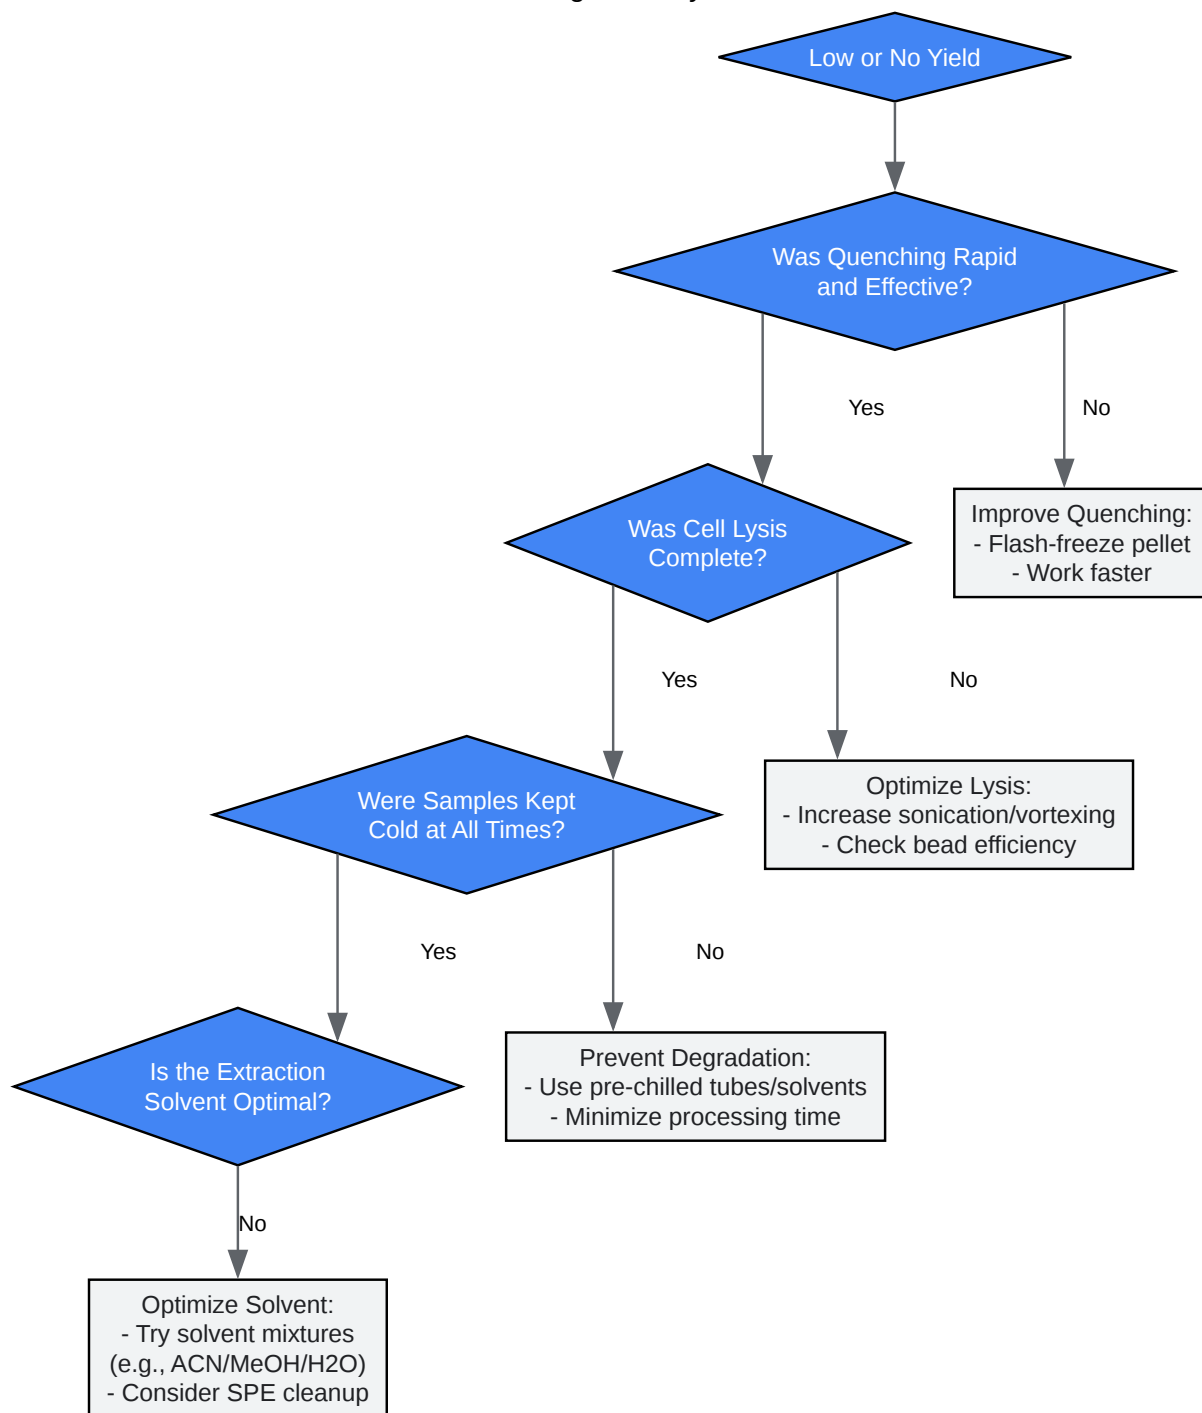 Low or No Yield
Was Quenching Rapid
and Effective?
Yes
No
Was Cell Lysis
Complete?
Improve Quenching:
- Flash-freeze pellet
- Work faster
Yes
No
Were Samples Kept
Cold at All Times?
Optimize Lysis:
- Increase sonication/vortexing
- Check bead efficiency
Yes
No
Is the Extraction
Solvent Optimal?
Prevent Degradation:
- Use pre-chilled tubes/solvents
- Minimize processing time
No
Optimize Solvent:
- Try solvent mixtures
(e.g., ACN/MeOH/H2O)
- Consider SPE cleanup